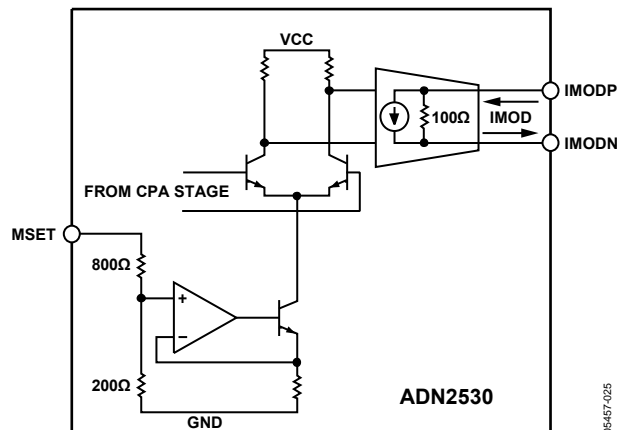 VCC
IMODP
100Ω
IMOD
IMODN
FROM CPA STAGE
MSET
800Ω
+
−
200Ω
GND
ADN2530
05457-025